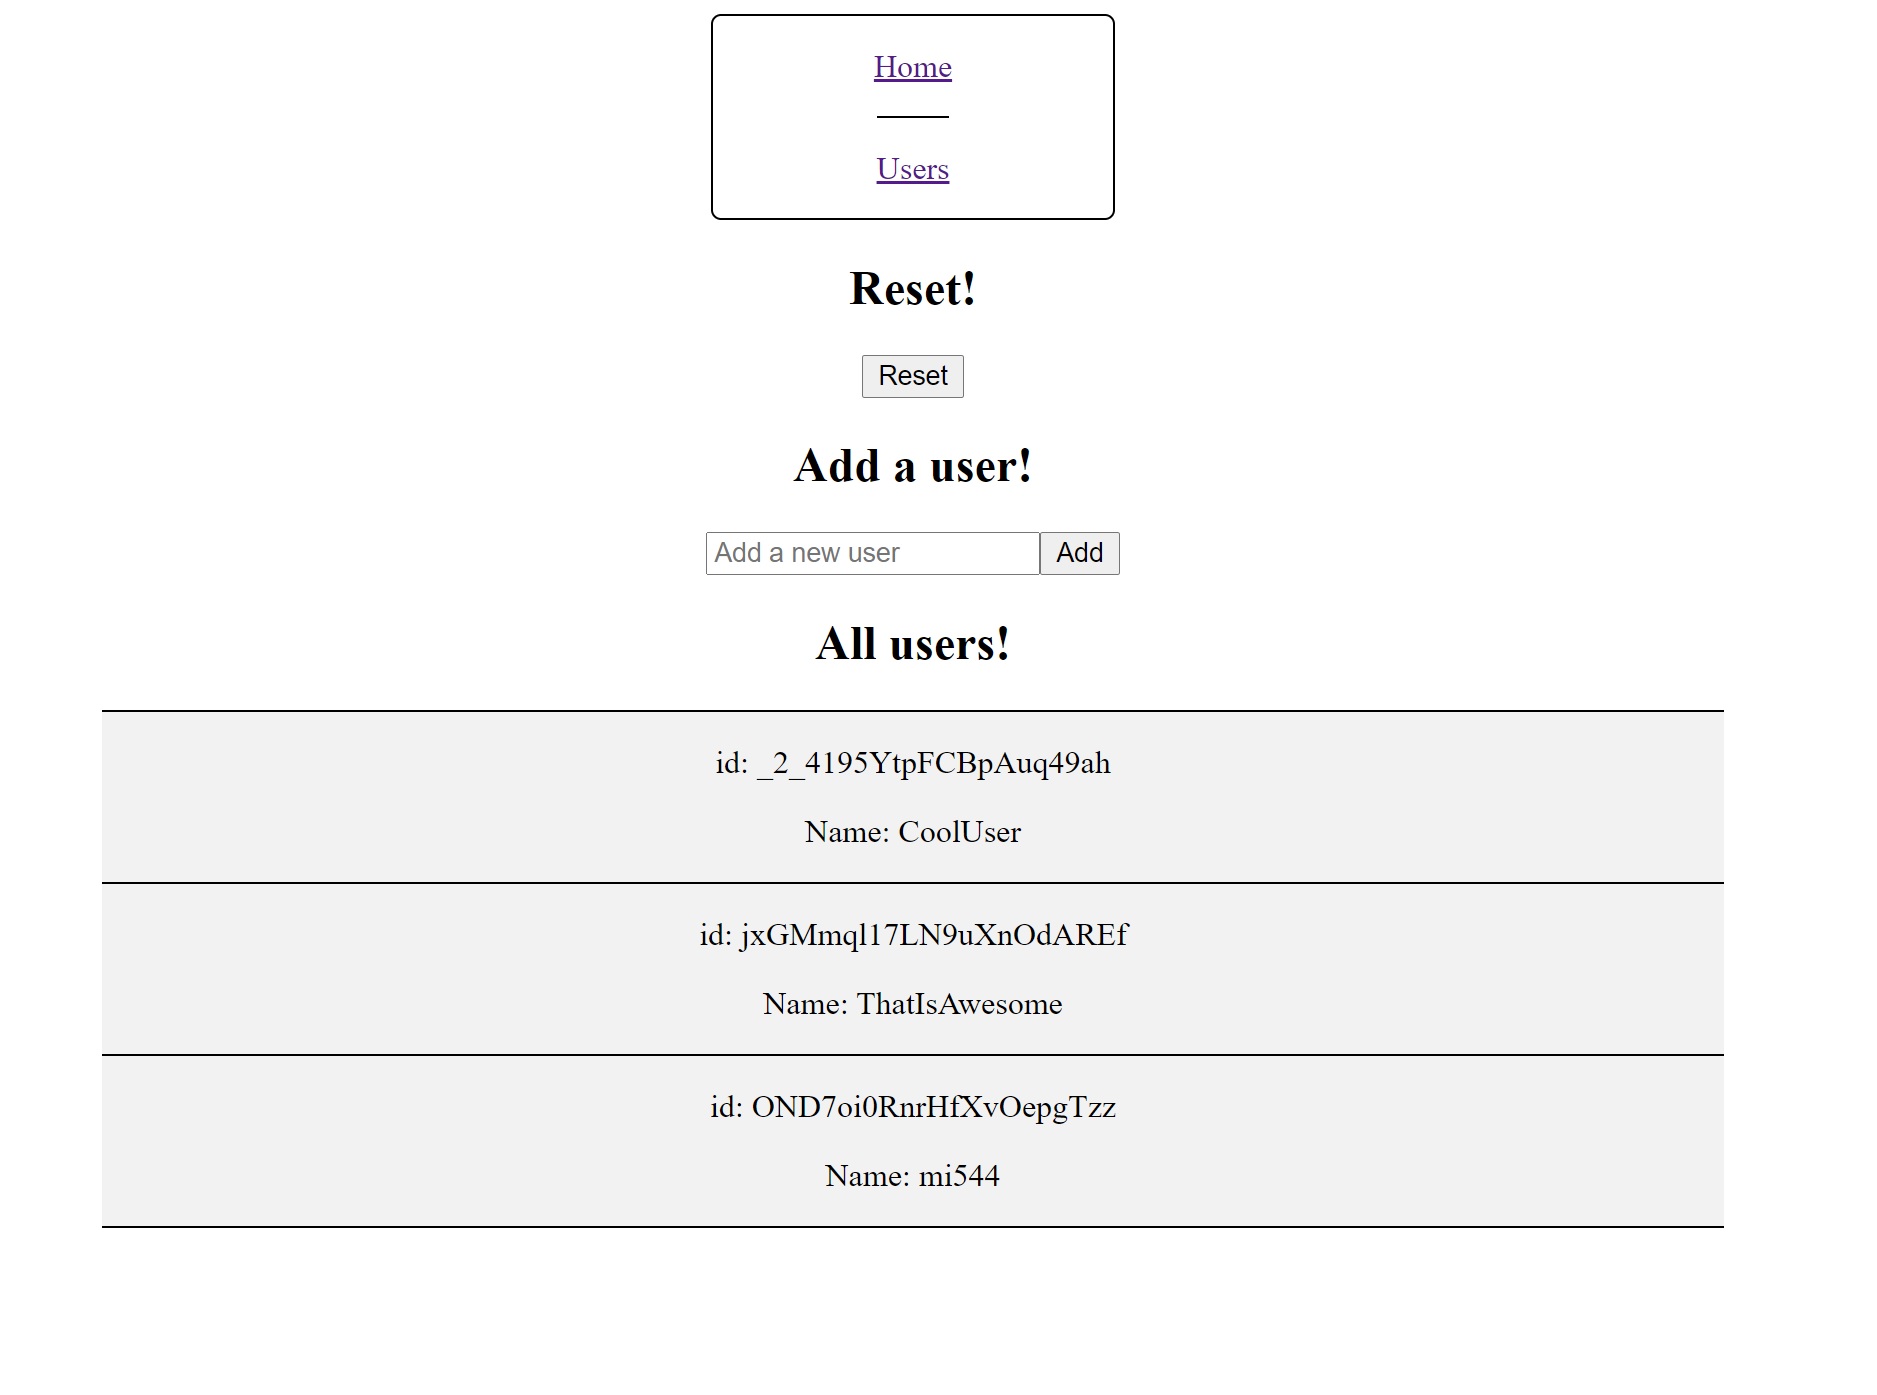 Home
Users
Reset!
Reset
Add a user!
Add a new user
Add
All users!
id: _2_4195YtpFCBpAuq49ah
Name: CoolUser
id: jxGMmql17LN9uXnOdAREf
Name: ThatIsAwesome
id: OND7oi0RnrHfXvOepgTzz
Name: mi544